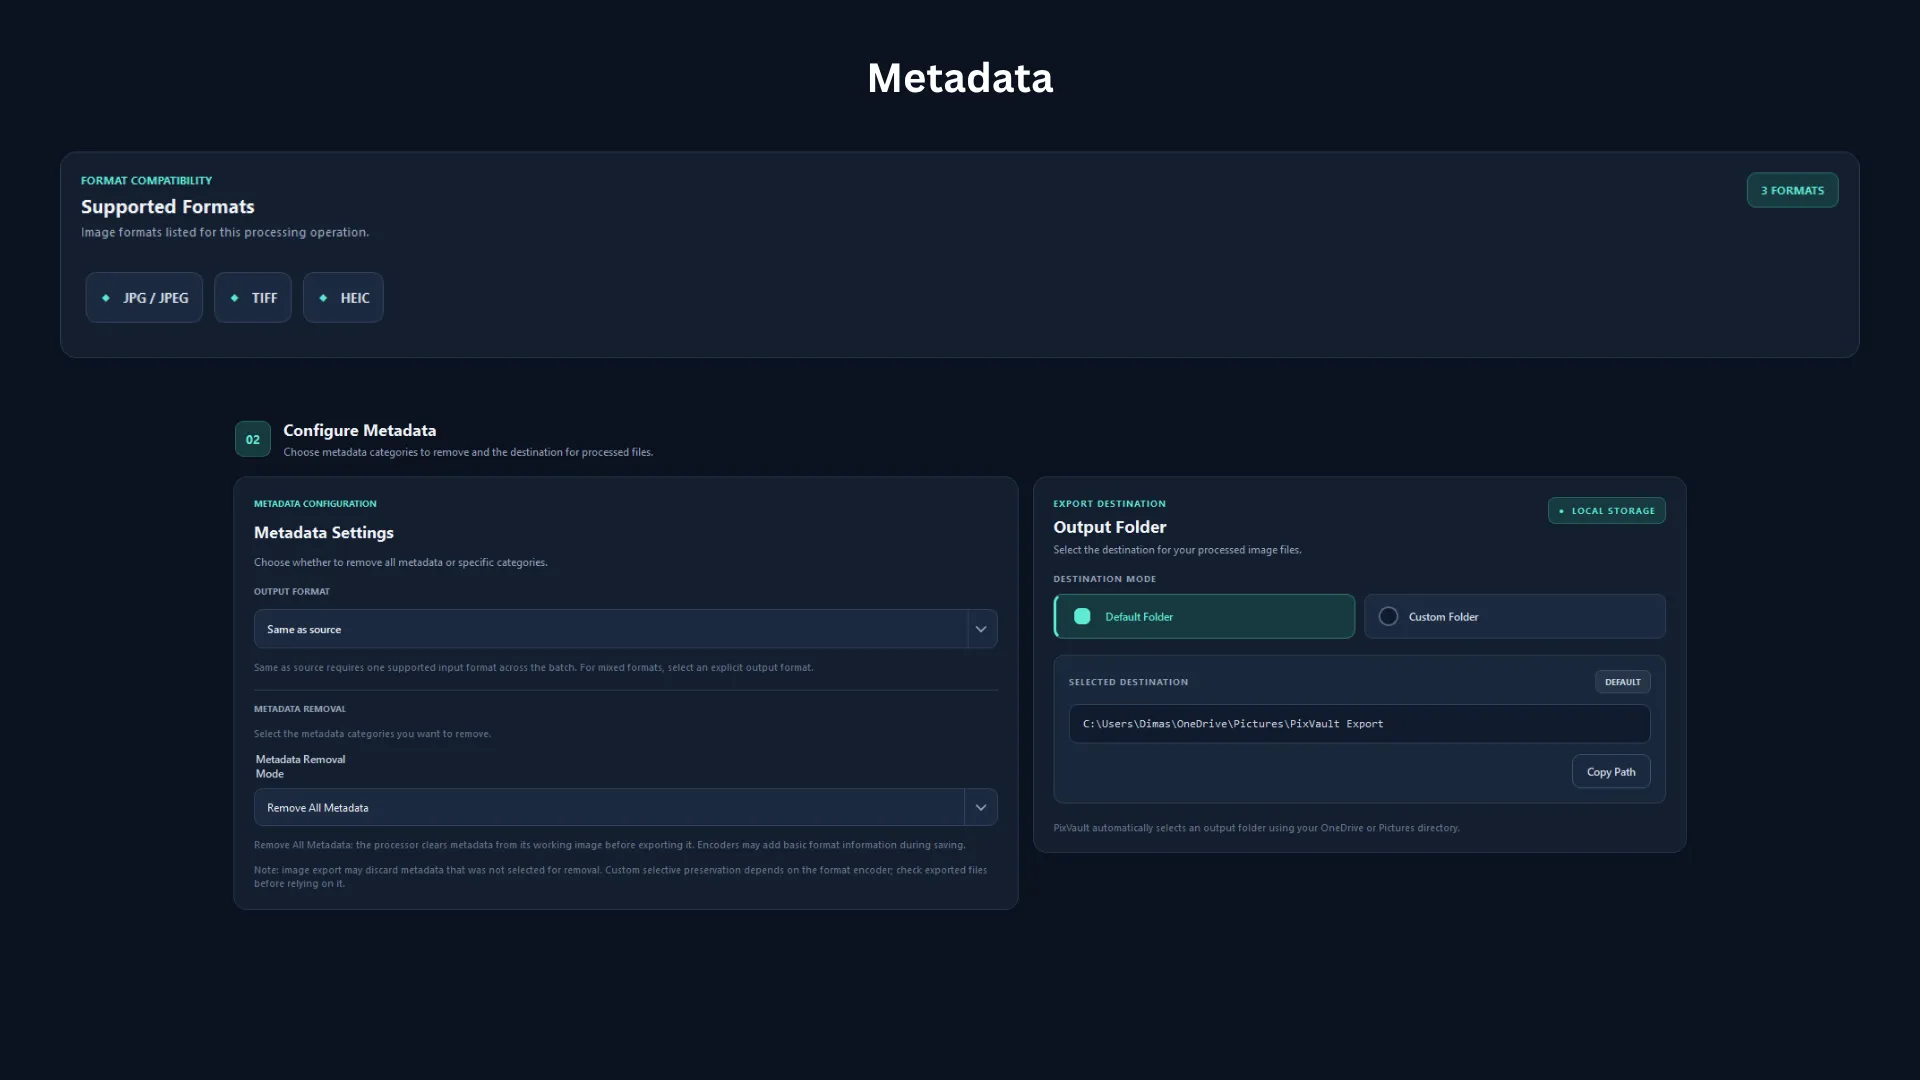 Metadata
FORMAT COMPATIBILITY
Supported Formats
Image formats listed for this processing operation.
3 FORMATS
JPG / JPEG
TIFF
HEIC
02
Configure Metadata
Choose metadata categories to remove and the destination for processed files.
METADATA CONFIGURATION
Metadata Settings
Choose whether to remove all metadata or specific categories.
OUTPUT FORMAT
Same as source
Same as source requires one supported input format across the batch. For mixed formats, select an explicit output format.
METADATA REMOVAL
Select the metadata categories you want to remove.
Metadata Removal
Mode
Remove All Metadata
Remove All Metadata: the processor clears metadata from its working image before exporting it. Encoders may add basic format information during saving.
Note: image export may discard metadata that was not selected for removal. Custom selective preservation depends on the format encoder; check exported files
before relying on it.
EXPORT DESTINATION
Output Folder
Select the destination for your processed image files.
LOCAL STORAGE
DESTINATION MODE
Default Folder
Custom Folder
SELECTED DESTINATION
DEFAULT
C:\Users\Dimas\OneDrive\Pictures\PixVault Export
Copy Path
PixVault automatically selects an output folder using your OneDrive or Pictures directory.